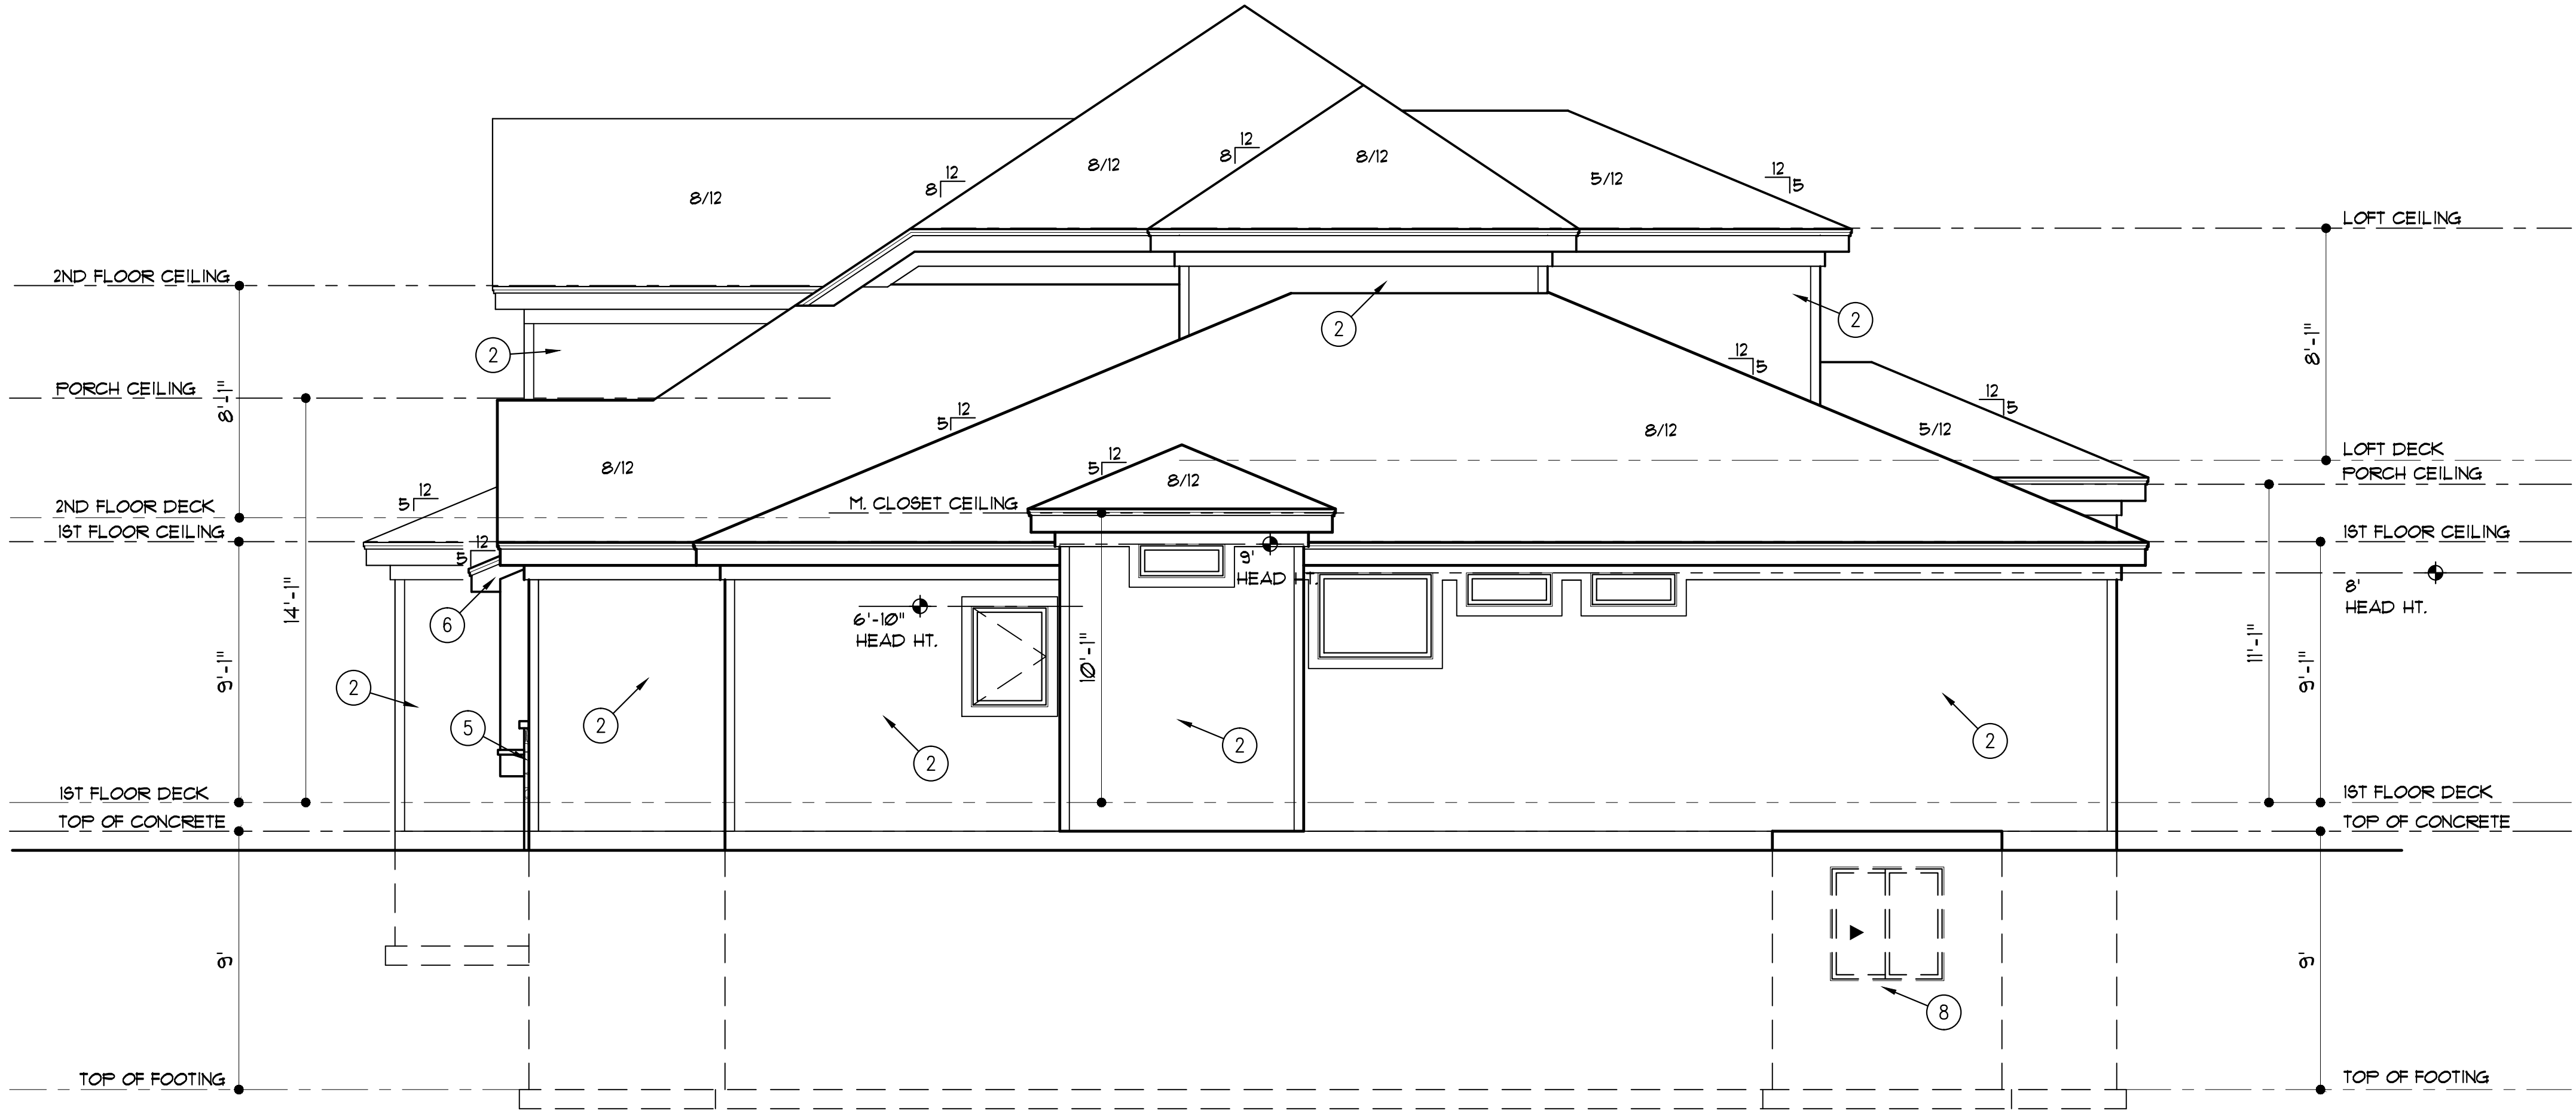 12
8
8/12
12
8
8/12
8/12
5/12
12
5
LOFT CEILING
2ND FLOOR CEILING
2
2
2
8'-1"
12
5
PORCH CEILING
8'-1"
12
5
12
5
8/12
5/12
LOFT DECK
8/12
12
5
8/12
PORCH CEILING
12
5
M. CLOSET CEILING
2ND FLOOR DECK
1ST FLOOR CEILING
1ST FLOOR CEILING
12
5
9'
HEAD HT.
8'
HEAD HT.
14'-1"
6
6'-10"
HEAD HT.
10'-1"
11'-1"
9'-1"
9'-1"
2
5
2
2
2
2
1ST FLOOR DECK
1ST FLOOR DECK
TOP OF CONCRETE
TOP OF CONCRETE
9'
9'
8
TOP OF FOOTING
TOP OF FOOTING